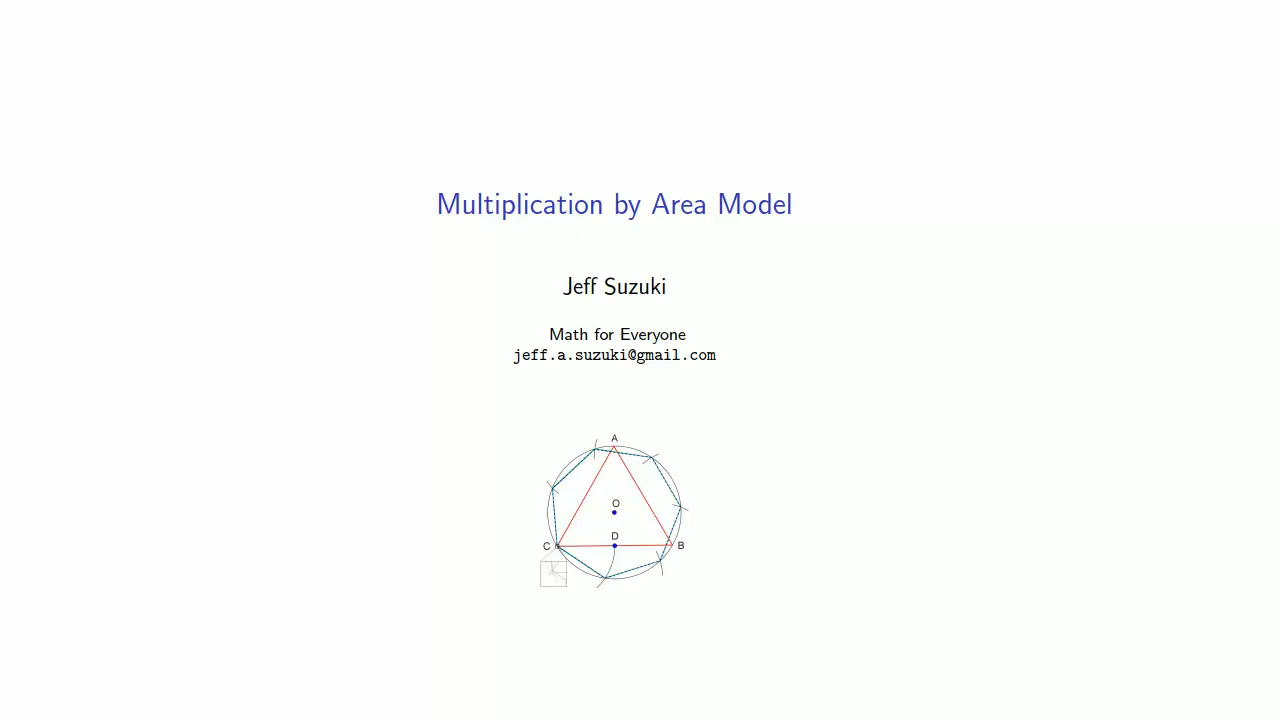 Multiplication by Area Model
Jeff Suzuki
Math for Everyone
jeff.a.suzuki@gmail.com
A
O
D
C
B